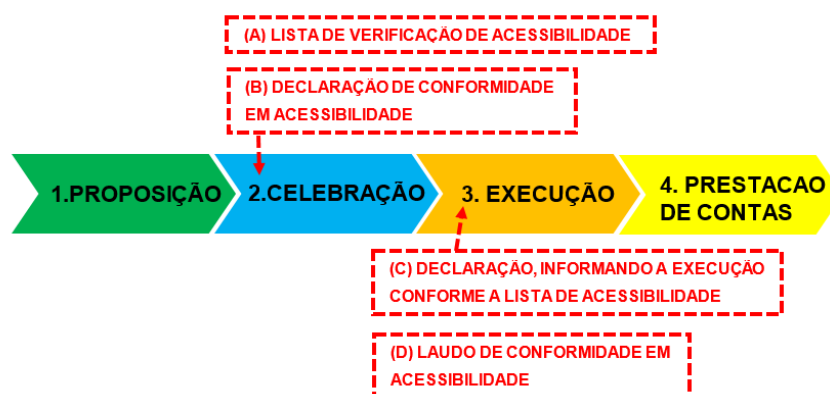 (A) LISTA DE VERIFICAÇÃO DE ACESSIBILIDADE
(B) DECLARAÇÃO DE CONFORMIDADE
EM ACESSIBILIDADE
1.PROPOSIÇÃO
2.CELEBRAÇÃO
3. EXECUÇÃO
4. PRESTACAO
DE CONTAS
(C) DECLARAÇÃO, INFORMANDO A EXECUÇÃO
CONFORME A LISTA DE ACESSIBILIDADE
(D) LAUDO DE CONFORMIDADE EM
ACESSIBILIDADE